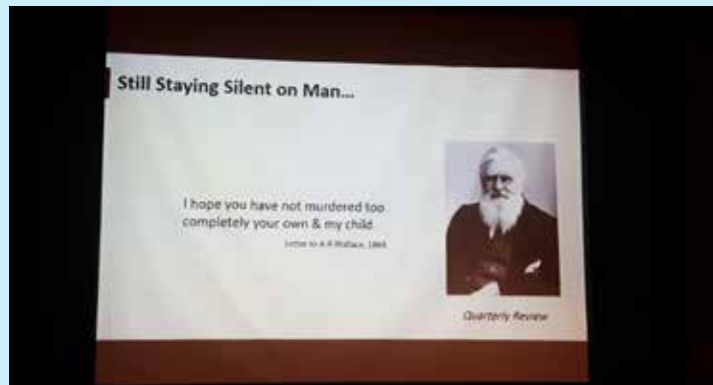 Still Staying Silent on Man...
I hope you have not murdered too
completely your own & my child
Letter to A R Wallace, 1869
Quarterly Review